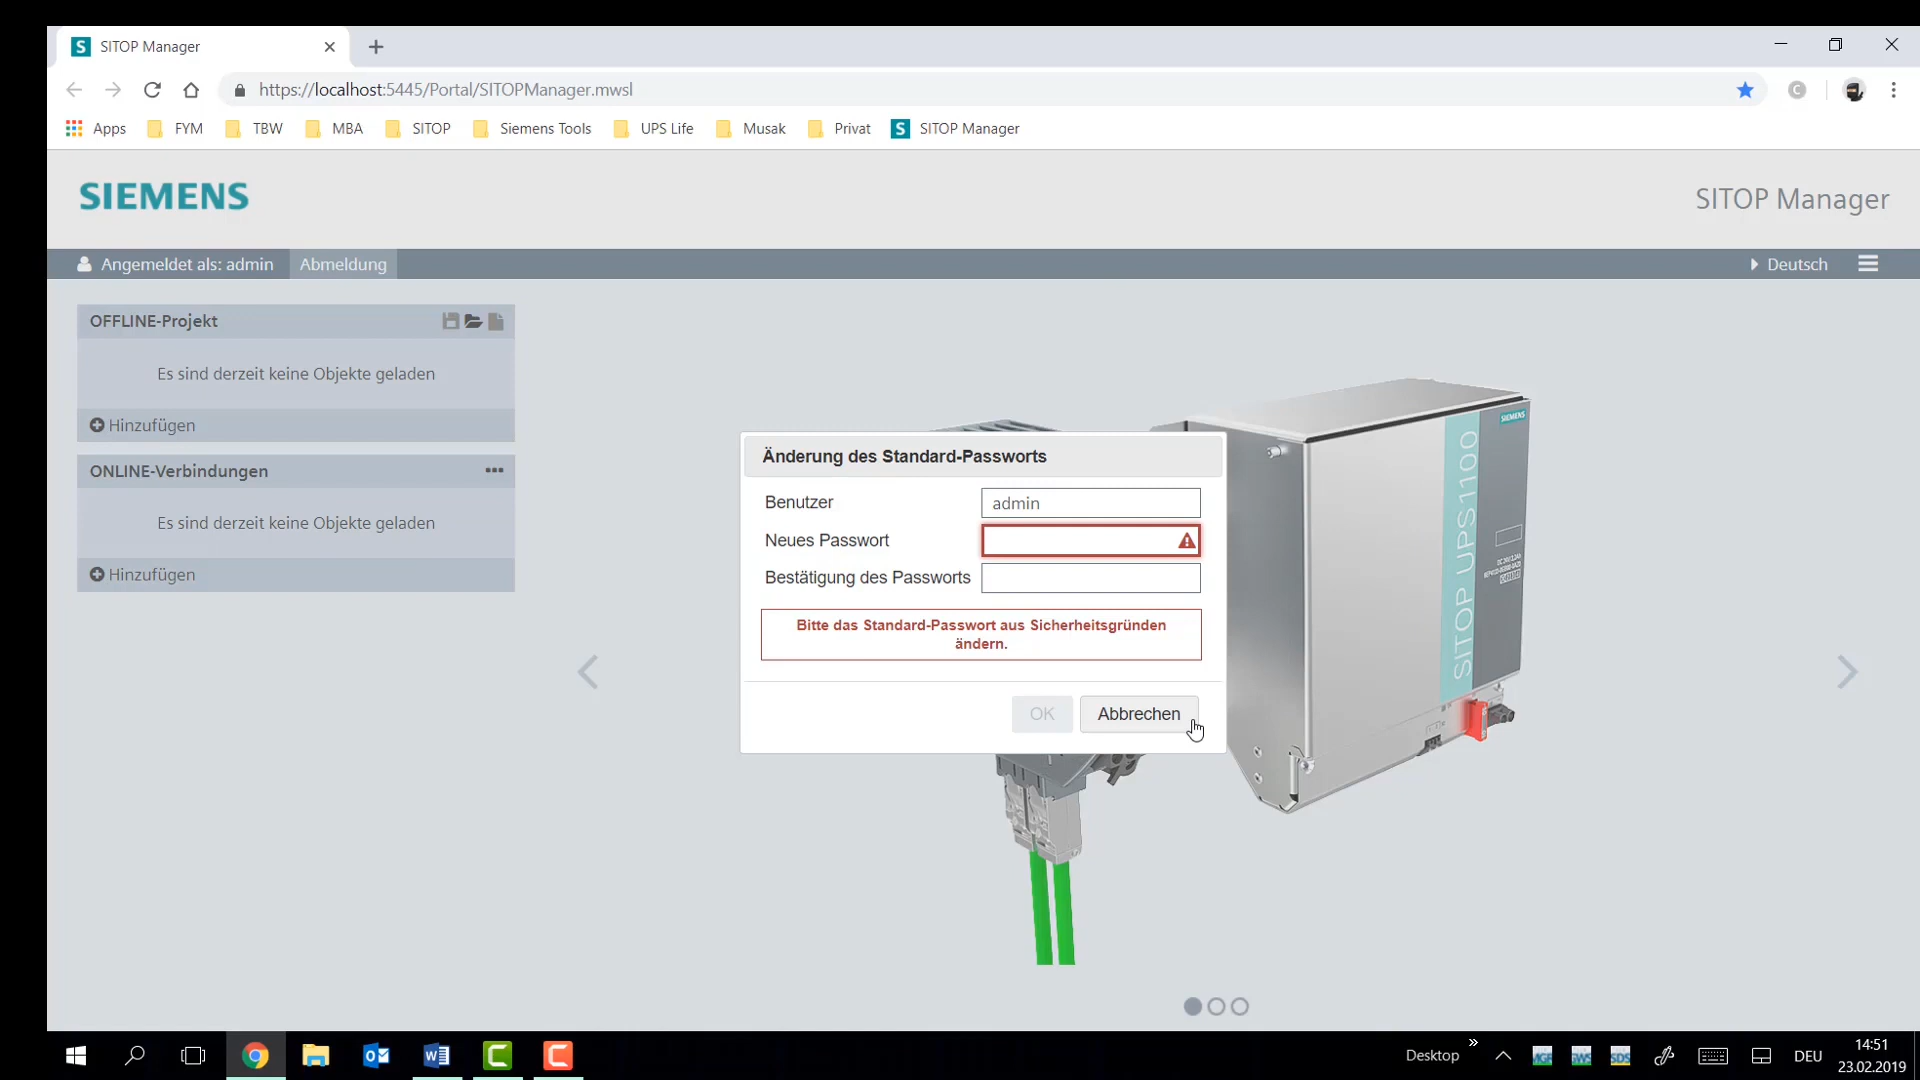 SITOP Manager
https://localhost:5445/Portal/SITOPManager.mwsl
Apps FYM TBW MBA SITOP Siemens Tools UPS Life Musak Privat SITOP Manager
SIEMENS
SITOP Manager
Angemeldet als: admin Abmeldung Deutsch
OFFLINE-Projekt
Es sind derzeit keine Objekte geladen
Hinzufügen
ONLINE-Verbindungen
Es sind derzeit keine Objekte geladen
Hinzufügen
Änderung des Standard-Passworts
Benutzer admin
Neues Passwort
Bestätigung des Passworts
Bitte das Standard-Passwort aus Sicherheitsgründen
ändern.
OK Abbrechen
SIEMENS
SITOP UPS1100
Desktop
DEU
14:51
23.02.2019